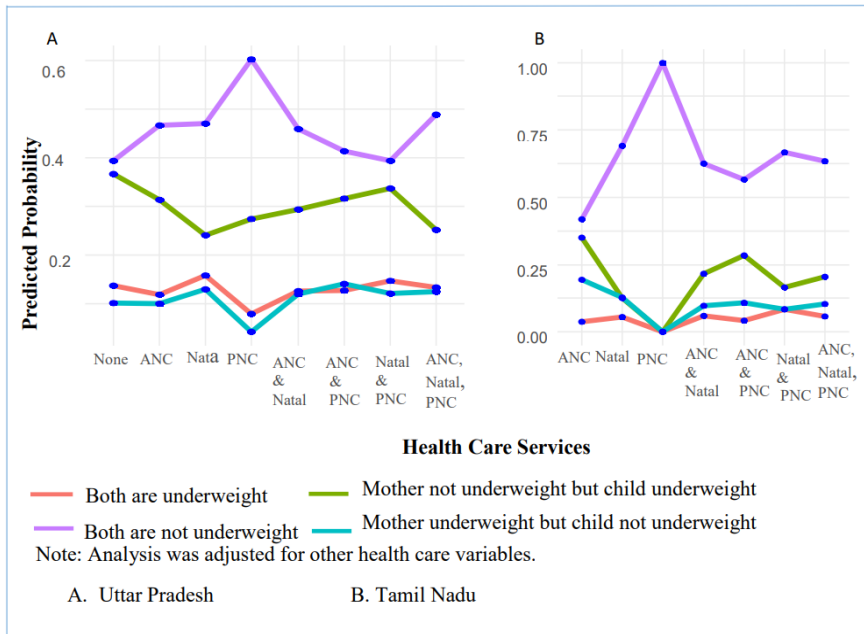 A
B
0.6
0.4
0.2
1.00
0.75
0.50
0.25
0.00
Predicted Probability
None ANC Nata PNC ANC & Natal ANC & PNC Natal & PNC ANC, Natal, PNC
ANC Natal PNC ANC & Natal ANC & PNC Natal & PNC ANC, Natal, PNC
Health Care Services
Both are underweight
Mother not underweight but child underweight
Both are not underweight
Mother underweight but child not underweight
Note: Analysis was adjusted for other health care variables.
A. Uttar Pradesh
B. Tamil Nadu